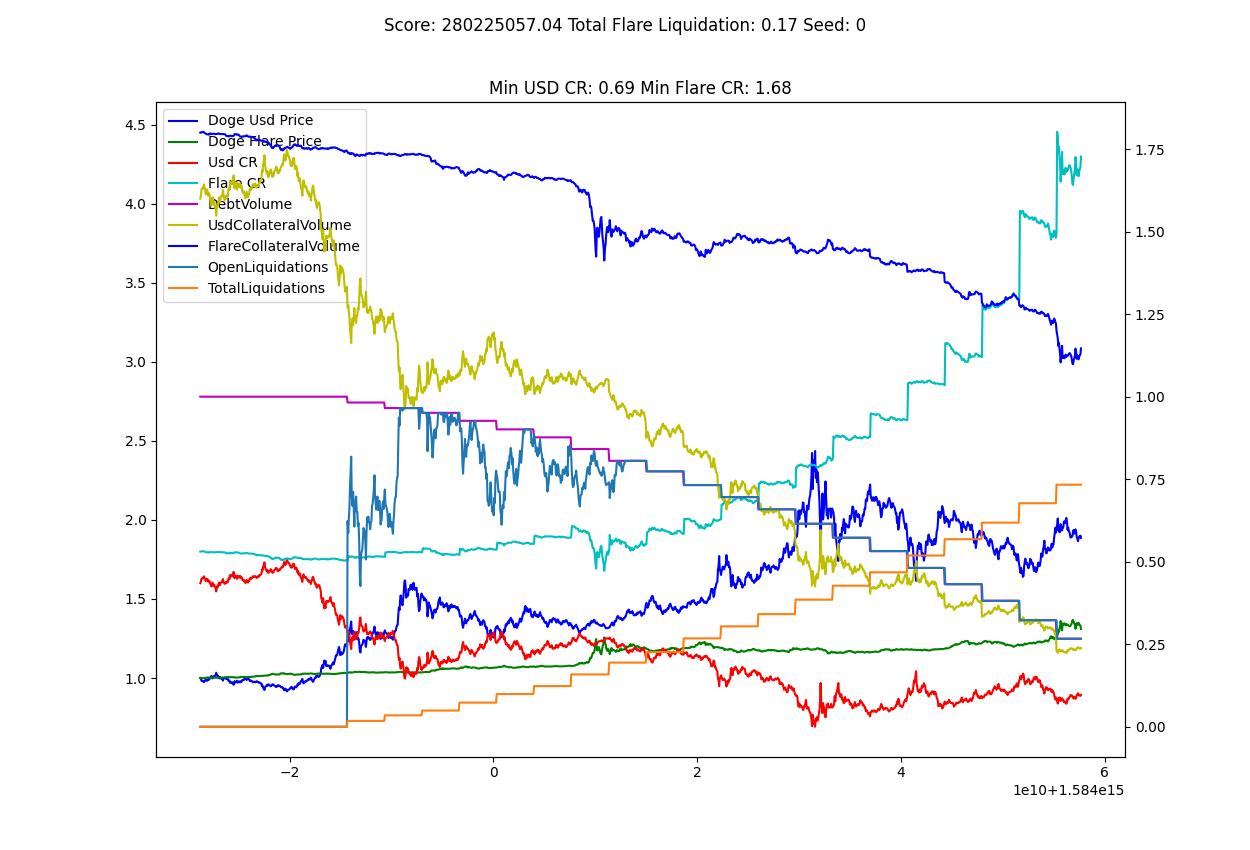 Score: 280225057.04 Total Flare Liquidation: 0.17 Seed: 0
Min USD CR: 0.69 Min Flare CR: 1.68
Doge Usd Price
Doge Flare Price
Usd CR
Flare CR
DebtVolume
UsdCollateralVolume
FlareCollateralVolume
OpenLiquidations
TotalLiquidations
4.5
4.0
3.5
3.0
2.5
2.0
1.5
1.0
1.75
1.50
1.25
1.00
0.75
0.50
0.25
0.00
−2 0 2 4 6
1e10+1.584e15